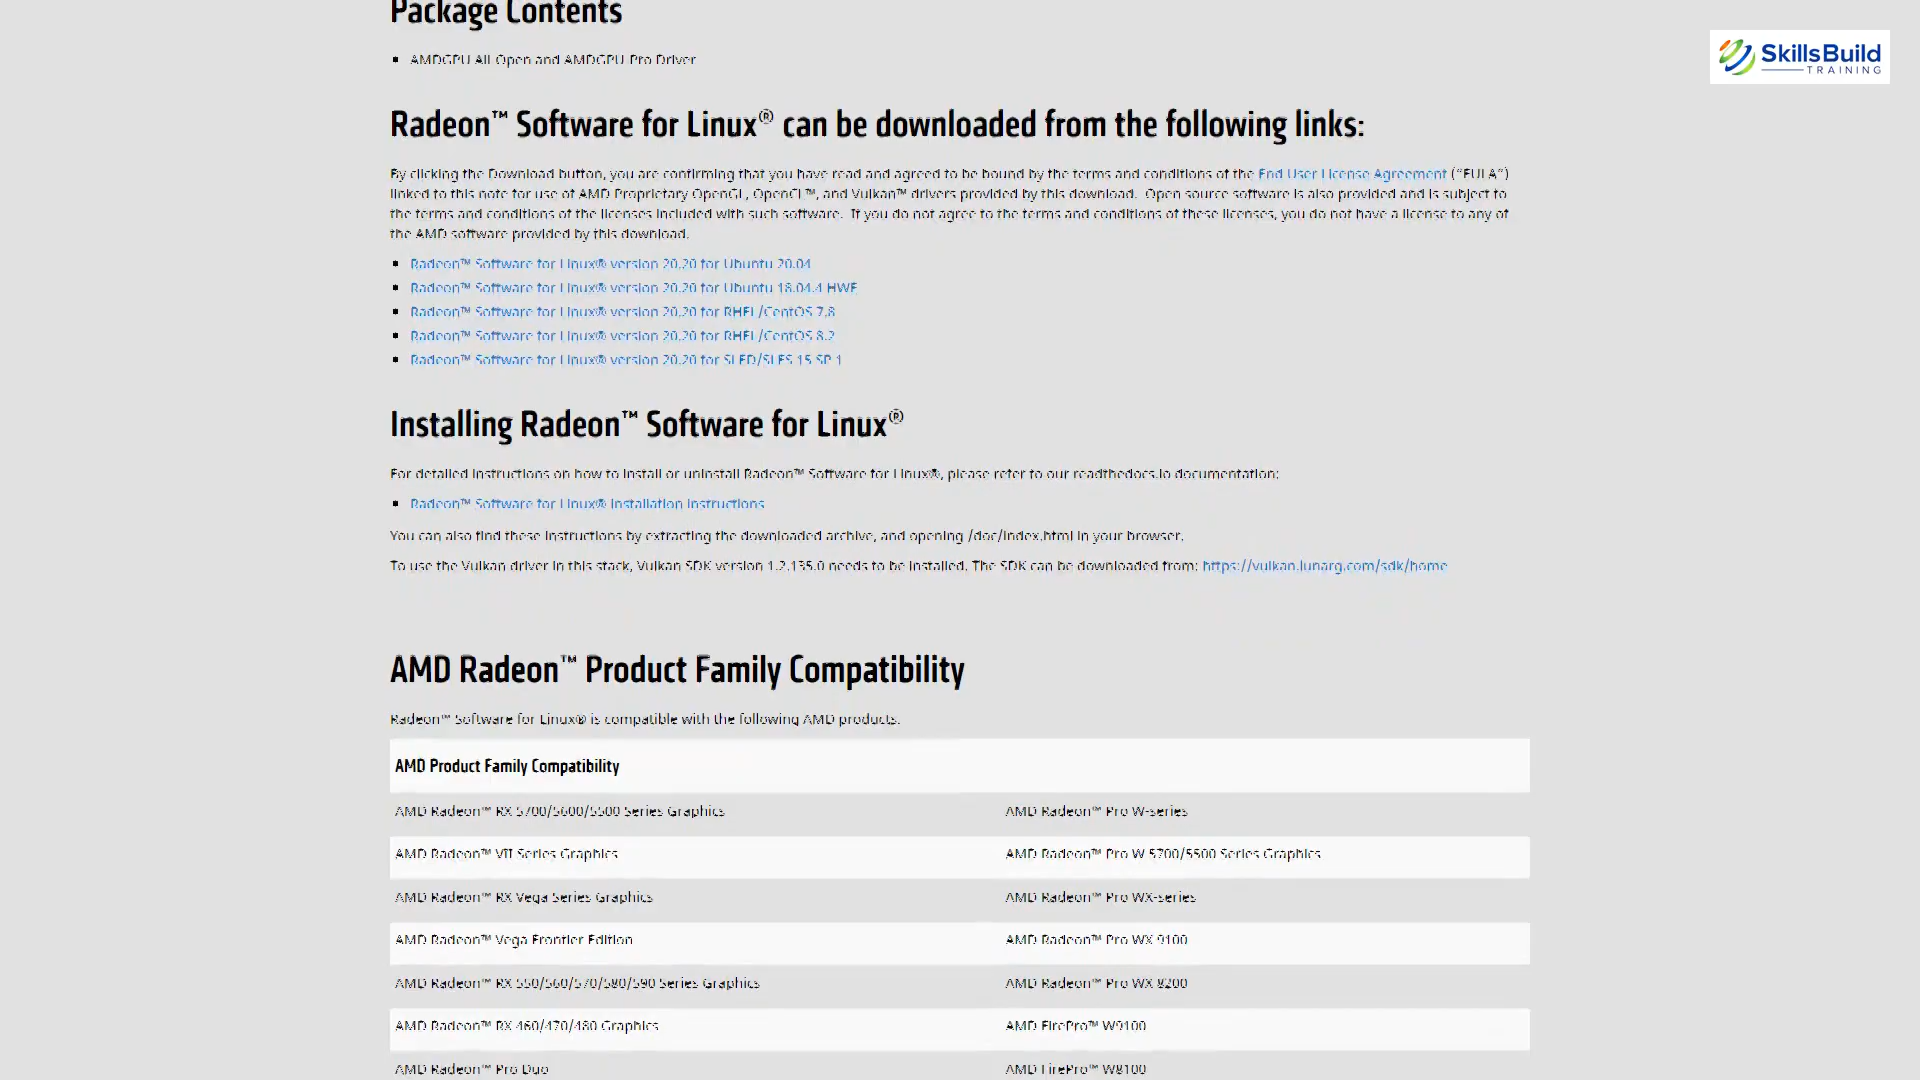 Package Contents
SkillsBuild
TRAINING
AMDGPU All-Open and AMDGPU-Pro Driver
Radeon™ Software for Linux® can be downloaded from the following links:
By clicking the Download button, you are confirming that you have read and agreed to be bound by the terms and conditions of the End User License Agreement (“EULA”)
linked to this note for use of AMD Proprietary OpenGL, OpenCL™, and Vulkan™ drivers provided by this download.  Open source software is also provided and is subject to
the terms and conditions of the licenses included with such software.  If you do not agree to the terms and conditions of these licenses, you do not have a license to any of
the AMD software provided by this download.
Radeon™ Software for Linux® version 20.20 for Ubuntu 20.04
Radeon™ Software for Linux® version 20.20 for Ubuntu 18.04.4 HWE
Radeon™ Software for Linux® version 20.20 for RHEL/CentOS 7.8
Radeon™ Software for Linux® version 20.20 for RHEL/CentOS 8.2
Radeon™ Software for Linux® version 20.20 for SLED/SLES 15 SP 1
Installing Radeon™ Software for Linux®
For detailed instructions on how to install or uninstall Radeon™ Software for Linux®, please refer to our readthedocs.io documentation:
Radeon™ Software for Linux® Installation Instructions
You can also find these instructions by extracting the downloaded archive, and opening /doc/index.html in your browser.
To use the Vulkan driver in this stack, Vulkan SDK version 1.2.135.0 needs to be installed. The SDK can be downloaded from: https://vulkan.lunarg.com/sdk/home
AMD Radeon™ Product Family Compatibility
Radeon™ Software for Linux® is compatible with the following AMD products.
AMD Product Family Compatibility
AMD Radeon™ RX 5700/5600/5500 Series Graphics
AMD Radeon™ Pro W-series
AMD Radeon™ VII Series Graphics
AMD Radeon™ Pro W 5700/5500 Series Graphics
AMD Radeon™ RX Vega Series Graphics
AMD Radeon™ Pro WX-series
AMD Radeon™ Vega Frontier Edition
AMD Radeon™ Pro WX 9100
AMD Radeon™ RX 550/560/570/580/590 Series Graphics
AMD Radeon™ Pro WX 8200
AMD Radeon™ RX 460/470/480 Graphics
AMD FirePro™ W9100
AMD Radeon™ Pro Duo
AMD FirePro™ W8100